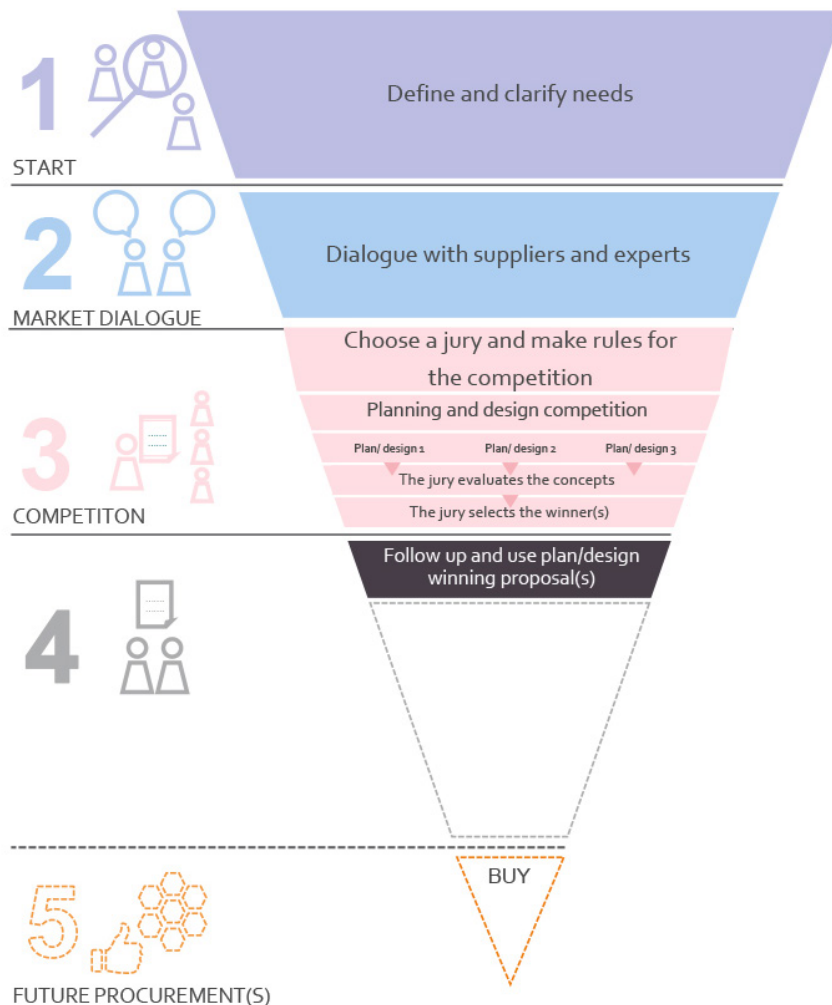 1
Define and clarify needs
START
2
Dialogue with suppliers and experts
MARKET DIALOGUE
Choose a jury and make rules for
the competition
Planning and design competition
3
Plan/ design 1 Plan/ design 2 Plan/ design 3
The jury evaluates the concepts
The jury selects the winner(s)
COMPETITON
Follow up and use plan/design
winning proposal(s)
4
BUY
5
FUTURE PROCUREMENT(S)